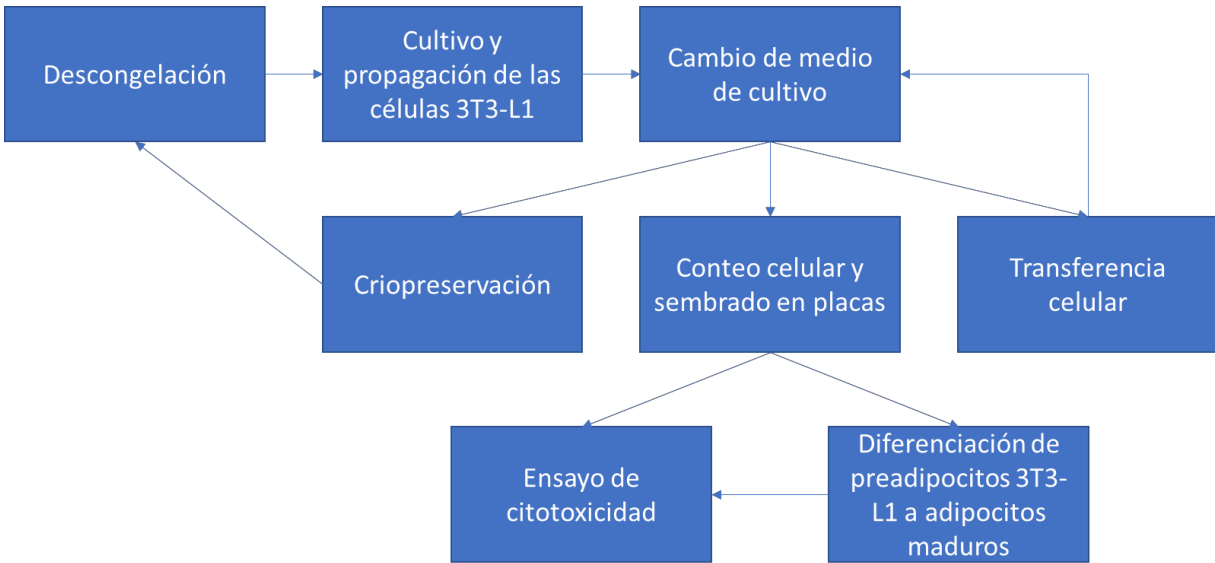 Descongelación
Cultivo y
propagación de las
células 3T3-L1
Cambio de medio
de cultivo
Criopreservación
Conteo celular y
sembrado en placas
Transferencia
celular
Ensayo de
citotoxicidad
Diferenciación de
preadipocitos 3T3-
L1 a adipocitos
maduros